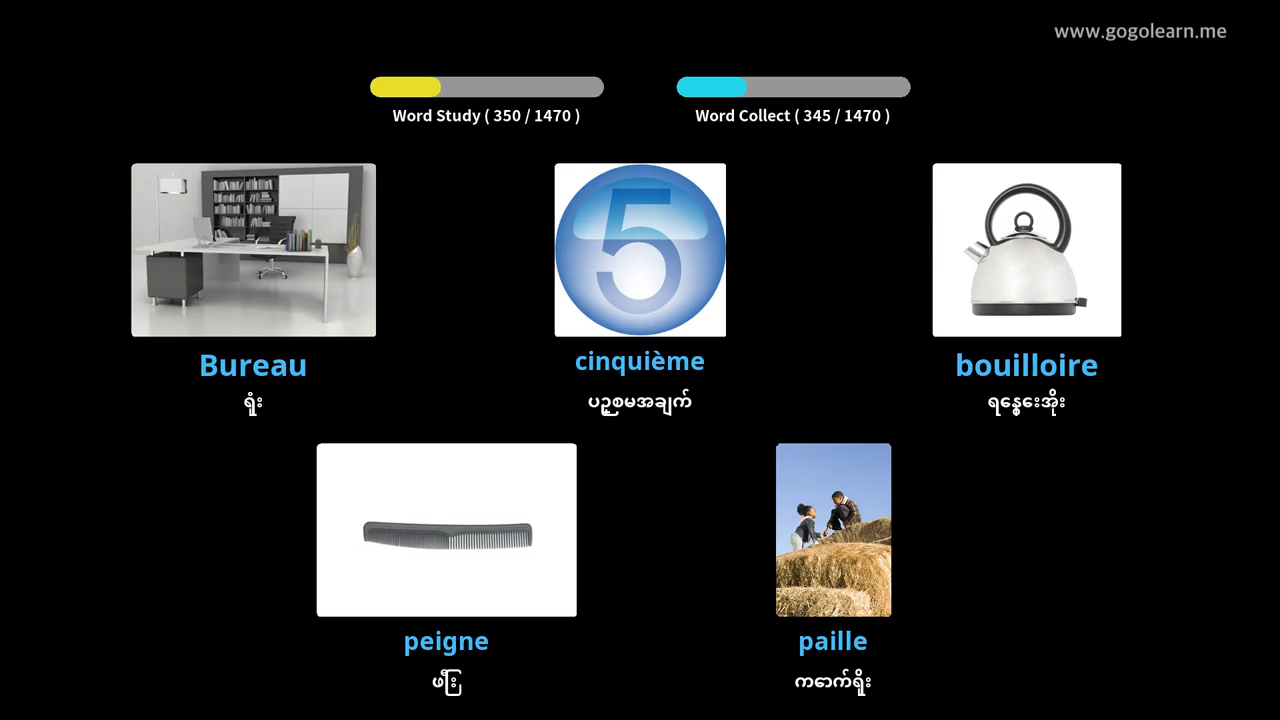 www.gogolearn.me
Word Study ( 350 / 1470 )
Word Collect ( 345 / 1470 )
5
Bureau
cinquième
bouilloire
ရုံး
ပဉ္စမအချက်
ရေနွေးအိုး
peigne
paille
ဖြီး
ကောက်ရိုး